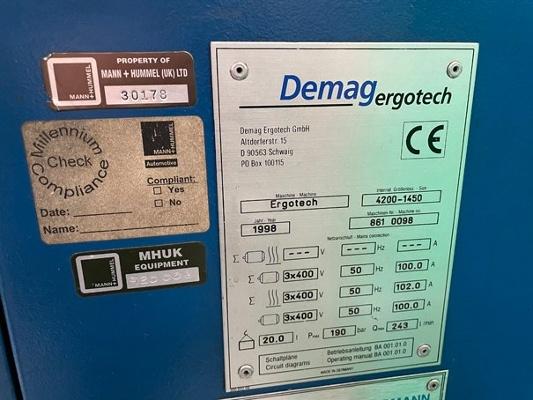 PROPERTY OF
MANN + HUMMEL (UK) LTD
30178
MANN+
HUMMEL
Millennium
Check
Compliance
MANN+
HUMMEL
Automotive
Compliant:
Yes
No
Date:
Name:
MHUK
EQUIPMENT
MANN+
HUMMEL
Demag ergotech
Demag Ergotech GmbH
Altdorferstr. 15
D 90563 Schwaig
PO Box 100115
CE
Maschine - Machine
Ergotech
4200-1450
Jahr - Year
1998
Maschinen-Nr. - Machine no.
861 0098
Netzanschluß - Mains connection
Σ --- V --- Hz --- A
Σ 3x400 V 50 Hz 100.0 A
Σ 3x400 V 50 Hz 102.0 A
3x400 V 50 Hz 100.0 A
20.0 t Pmax 190 bar Qmax 243 l/min
Schaltpläne
Circuit diagrams
Betriebsanleitung BA 001.01.0
Operating manual BA 001.01.0
MADE IN GERMANY